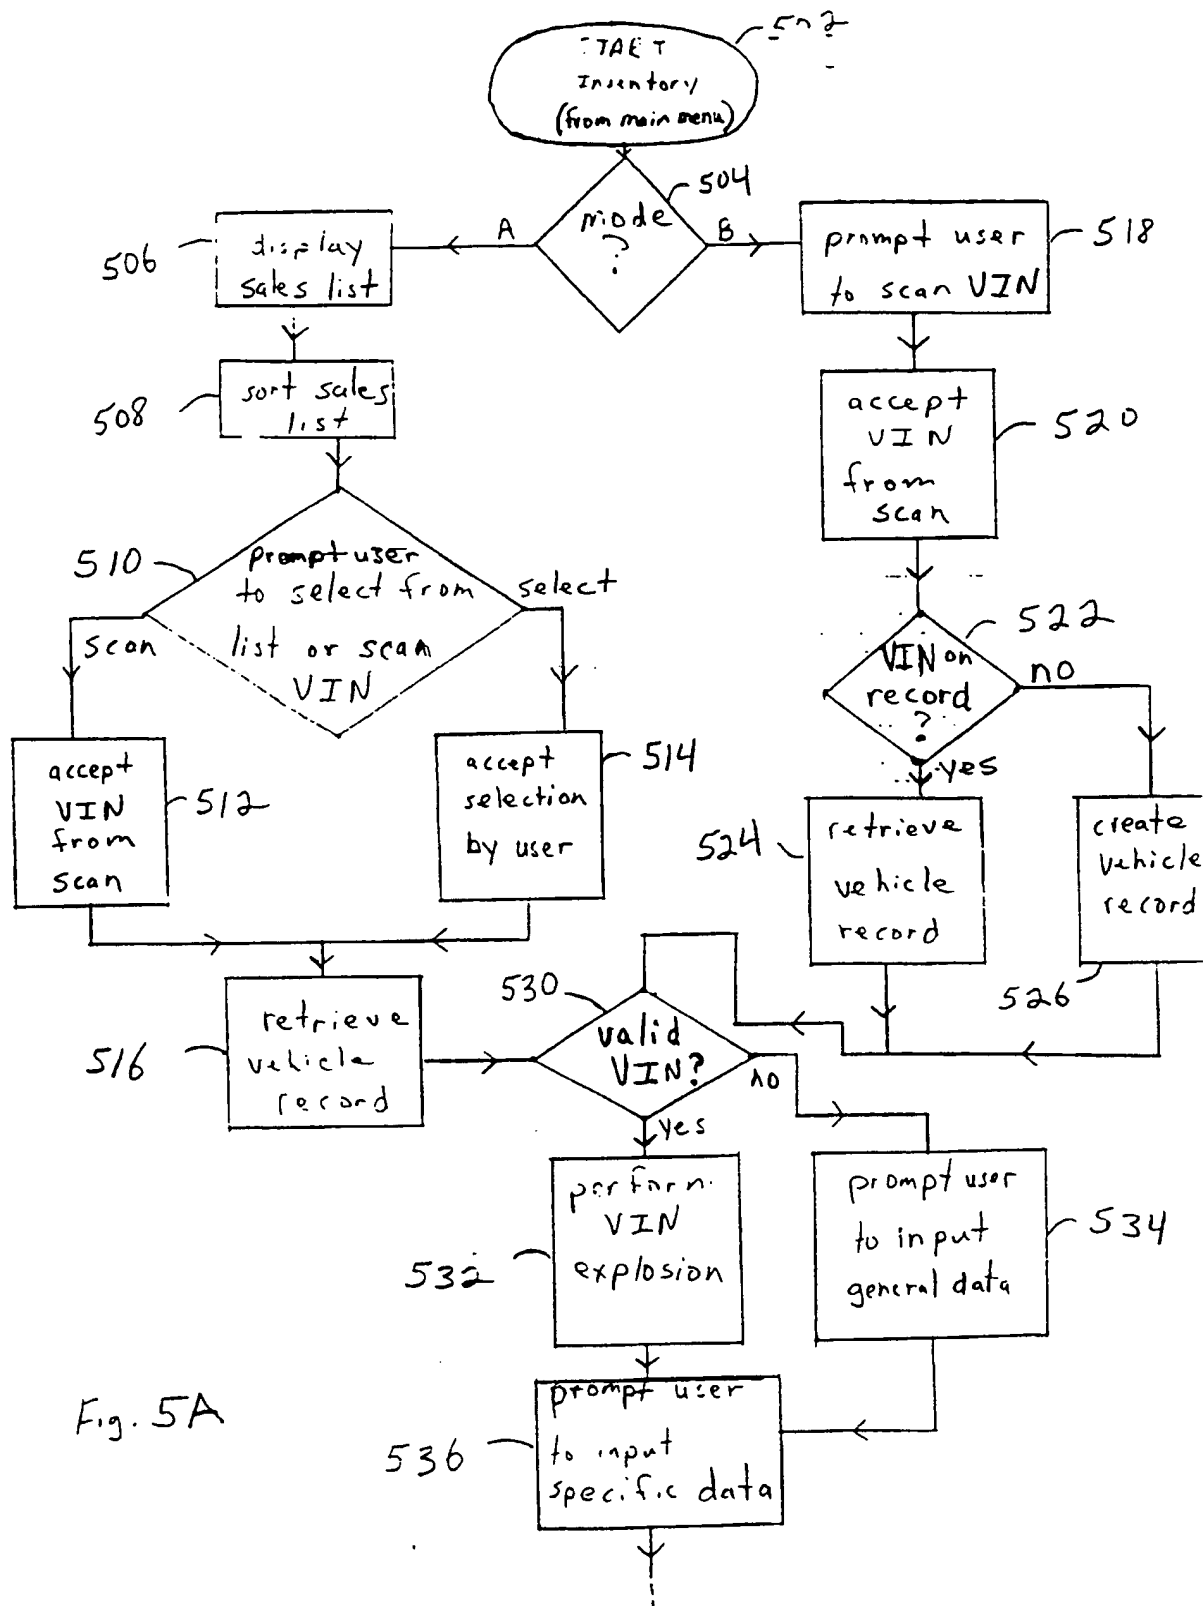 502
START
Inventory
(from main menu)
504
mode
?
A
B
506
display
sales list
prompt user
to scan VIN
518
508
sort sales
list
accept
VIN
from
scan
520
510
prompt user
to select from
list or scan
VIN
scan
select
522
VIN on
record
?
no
yes
accept
VIN
from
scan
512
accept
selection
by user
514
524
retrieve
vehicle
record
create
vehicle
record
526
516
retrieve
vehicle
record
530
valid
VIN?
no
yes
532
perform
VIN
explosion
prompt user
to input
general data
534
Fig. 5A
536
prompt user
to input
specific data